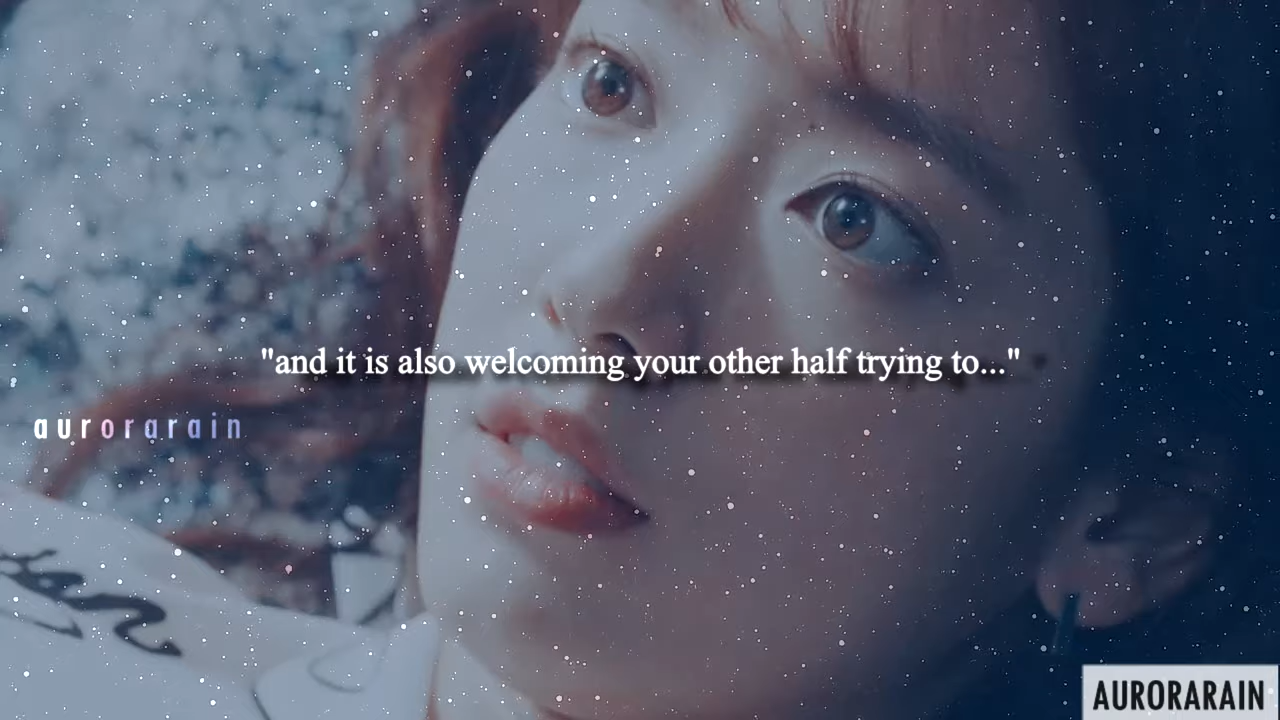 "and it is also welcoming your other half trying to..."
aurorarain
AURORARAIN